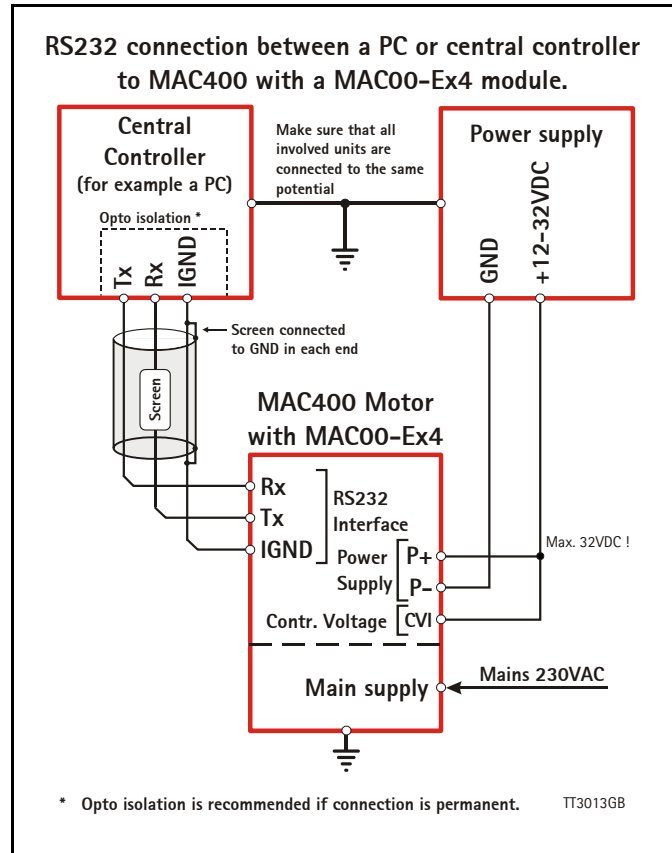 RS232 connection between a PC or central controller
to MAC400 with a MAC00-Ex4 module.
Central
Controller
(for example a PC)
Opto isolation *
Tx
Rx
IGND
Make sure that all
involved units are
connected to the same
potential
Power supply
GND
+12-32VDC
Screen connected
to GND in each end
Screen
MAC400 Motor
with MAC00-Ex4
Rx
Tx
IGND
RS232
Interface
Power
Supply
P+
P-
Max. 32VDC !
Contr. Voltage
CVI
Main supply
Mains 230VAC
* Opto isolation is recommended if connection is permanent.
TT3013GB